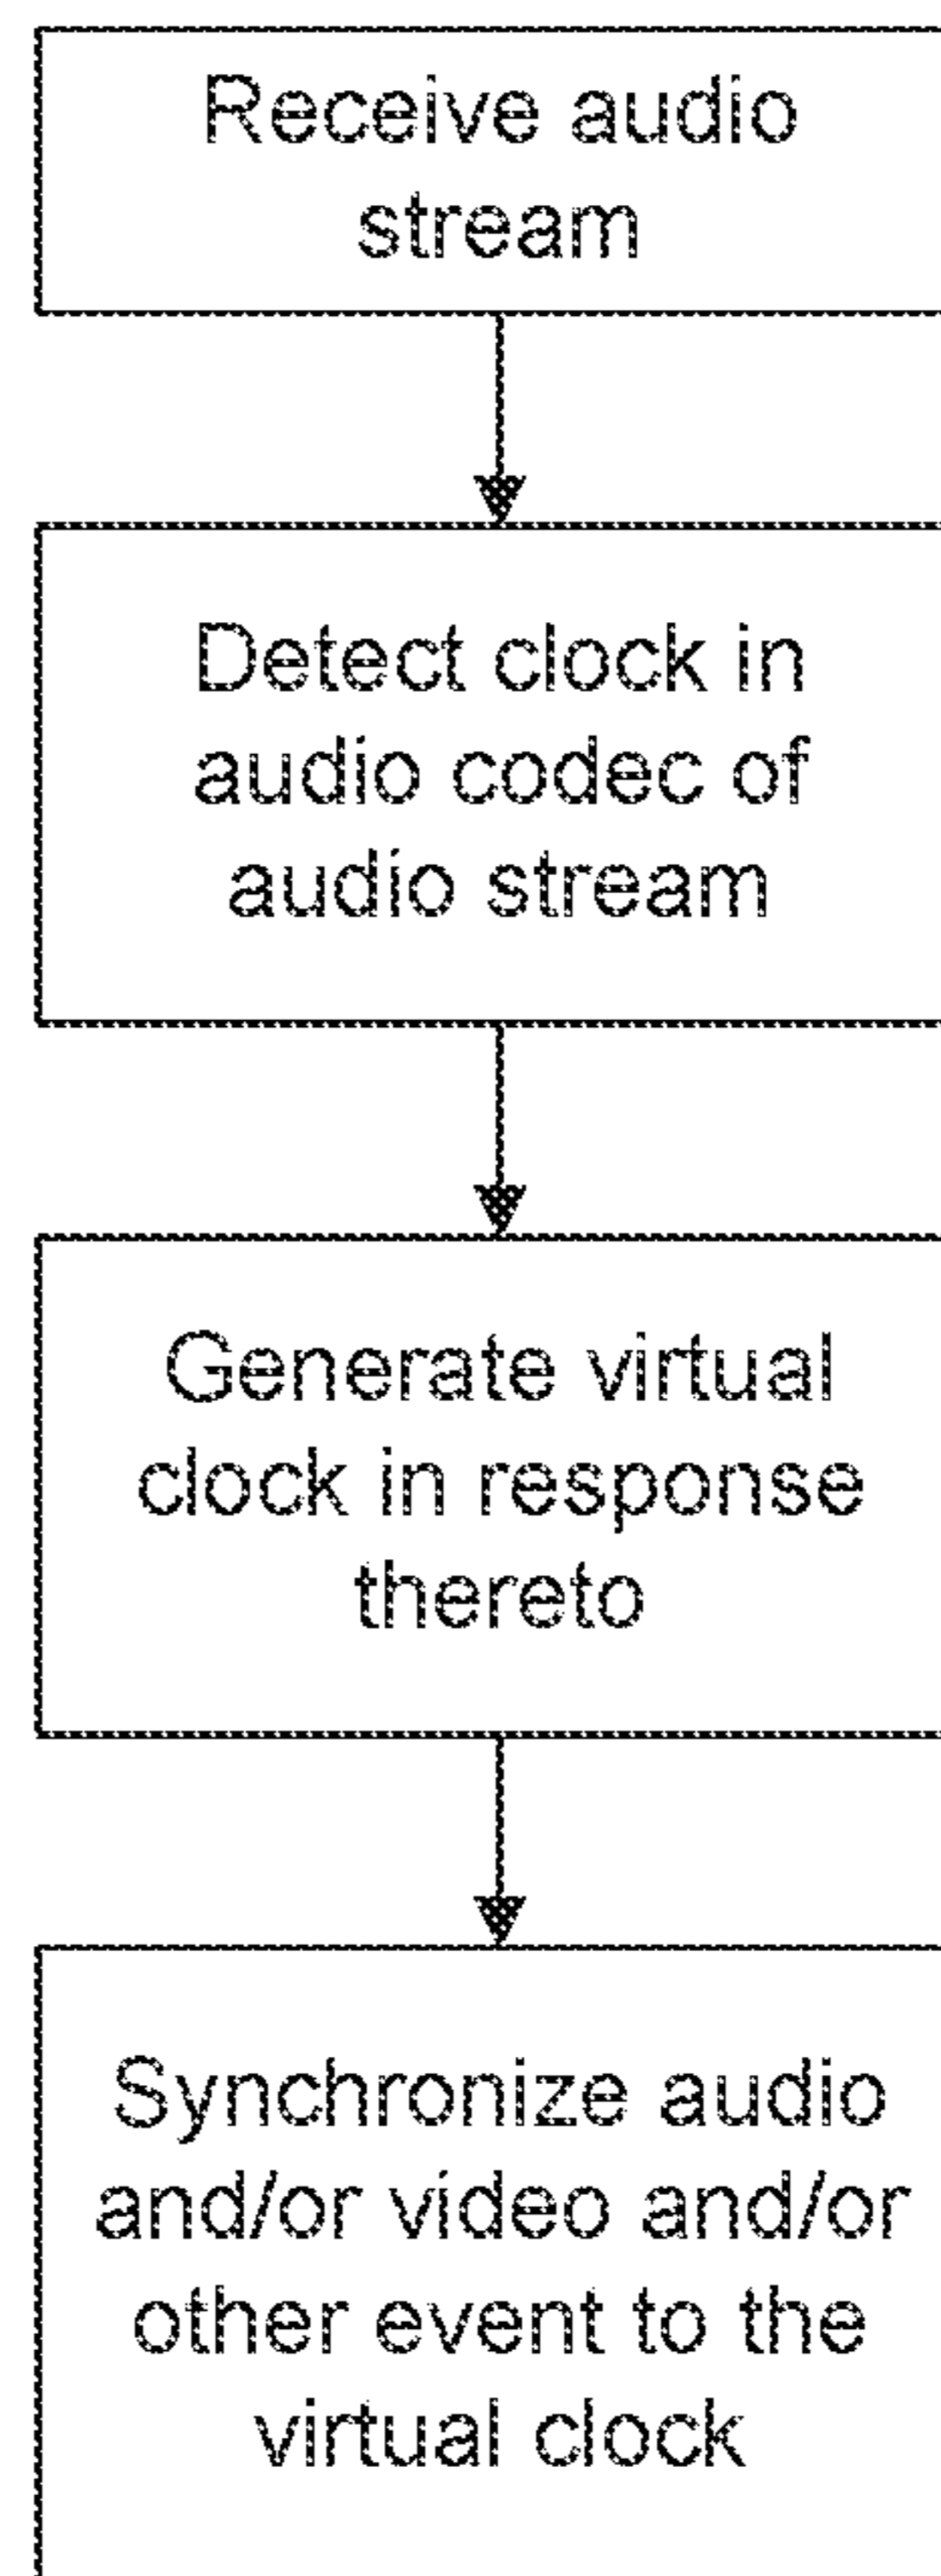 Receive audio
stream
Detect clock in
audio codec of
audio stream
Generate virtual
clock in response
thereto
Synchronize audio
and/or video and/or
other event to the
virtual clock